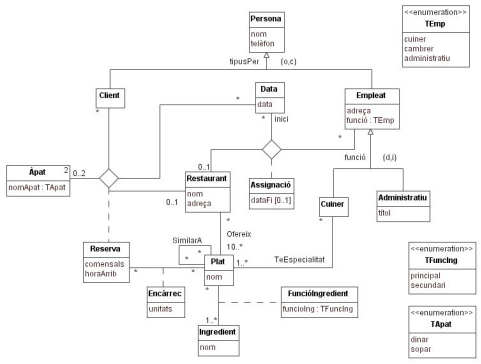 Persona
nom
telèfon
<<enumeration>>
TEmp
cuiner
cambrer
administratiu
tipusPer
{o,c}
Client
Data
data
Empleat
adreça
funció : TEmp
*
*
*
inici
*
funció
{d,i}
Àpat
2
nomApat : TApat
0..2
0..1
0..1
Restaurant
nom
adreça
Assignació
dataFi [0..1]
Cuiner
Administratiu
títol
*
Ofereix
10..*
SimilarA
*
*
Reserva
comensals
horaArrib
*
*
Plat
nom
1..*
TeEspecialitat
*
<<enumeration>>
TFuncIng
principal
secundari
Encàrrec
unitats
*
FuncióIngredient
funcioIng : TFuncIng
1..*
Ingredient
nom
<<enumeration>>
TApat
dinar
sopar